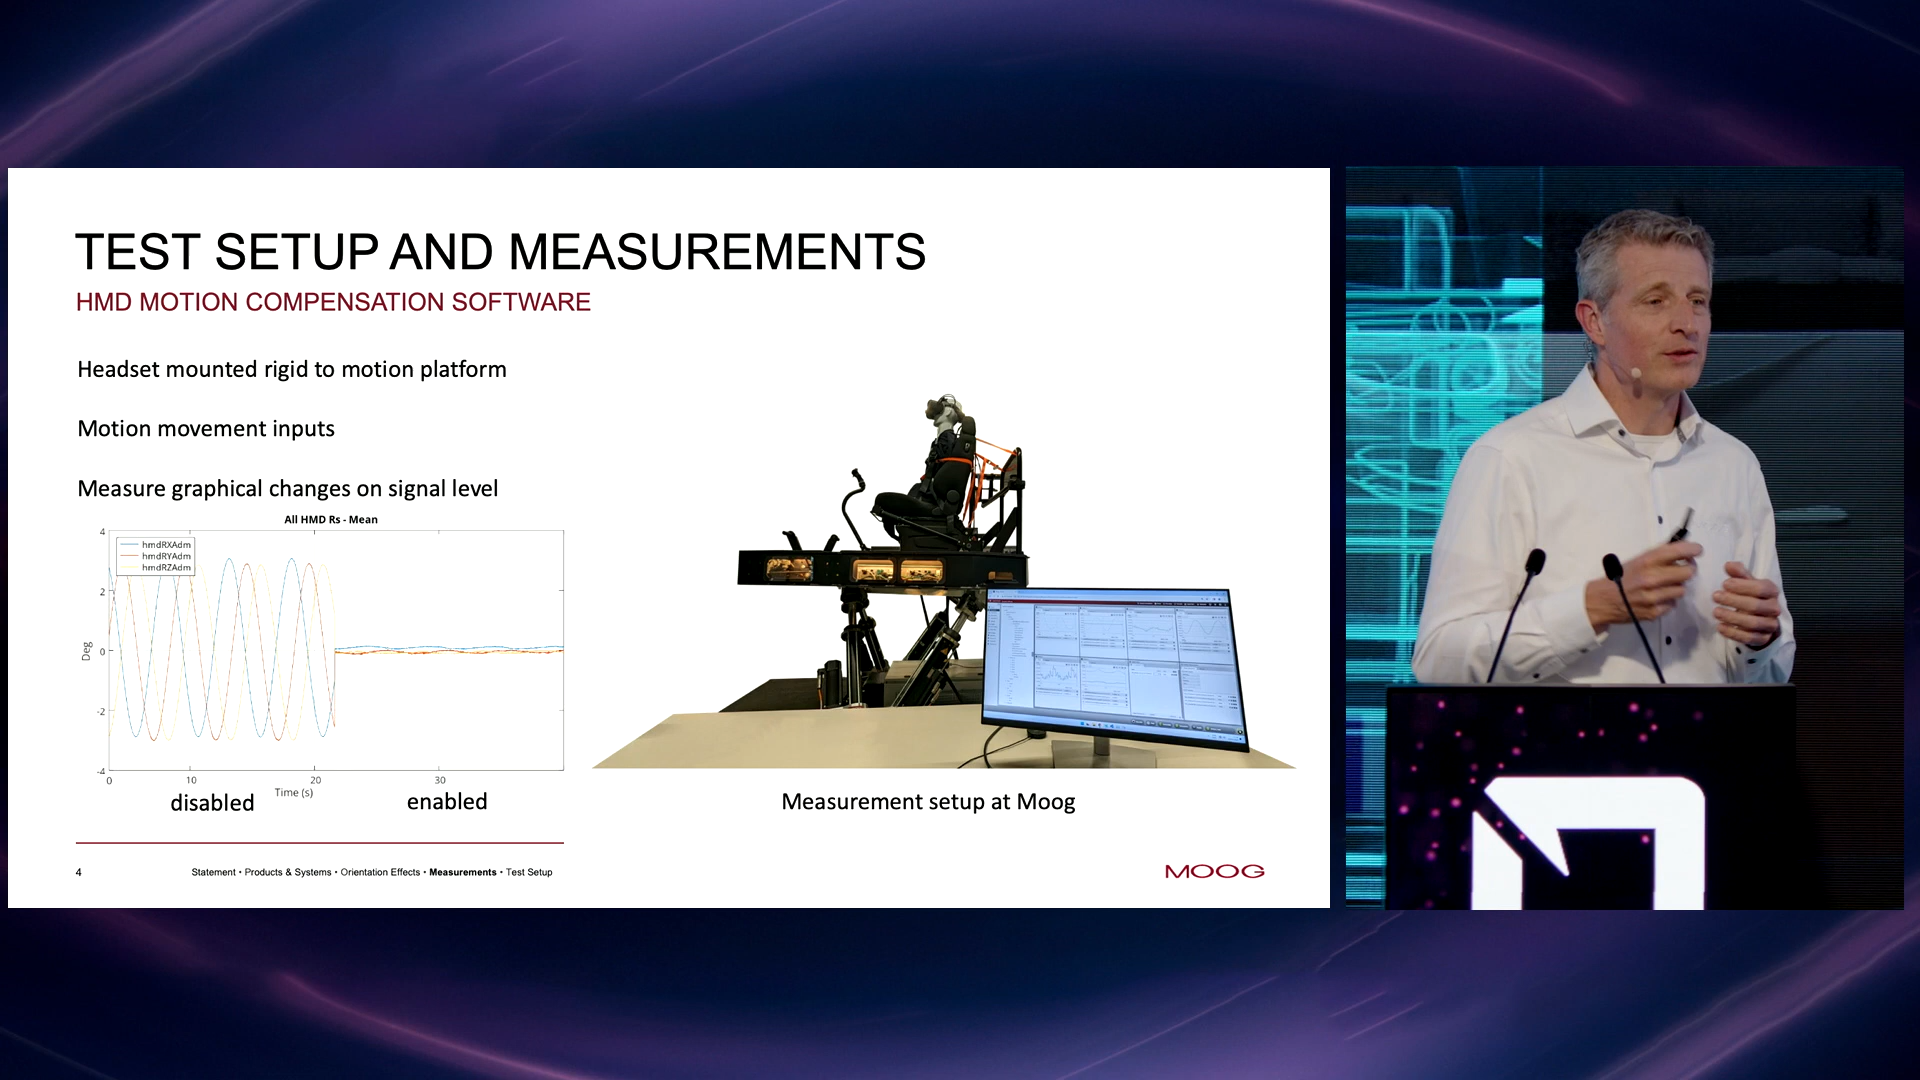 TEST SETUP AND MEASUREMENTS
HMD MOTION COMPENSATION SOFTWARE
Headset mounted rigid to motion platform
Motion movement inputs
Measure graphical changes on signal level
All HMD Rs - Mean
hmdRXAdm
hmdRYAdm
hmdRZAdm
4
2
0
-2
-4
Deg
0 10 20 30
Time (s)
disabled enabled
Measurement setup at Moog
4
Statement • Products & Systems • Orientation Effects • Measurements • Test Setup
MOOG